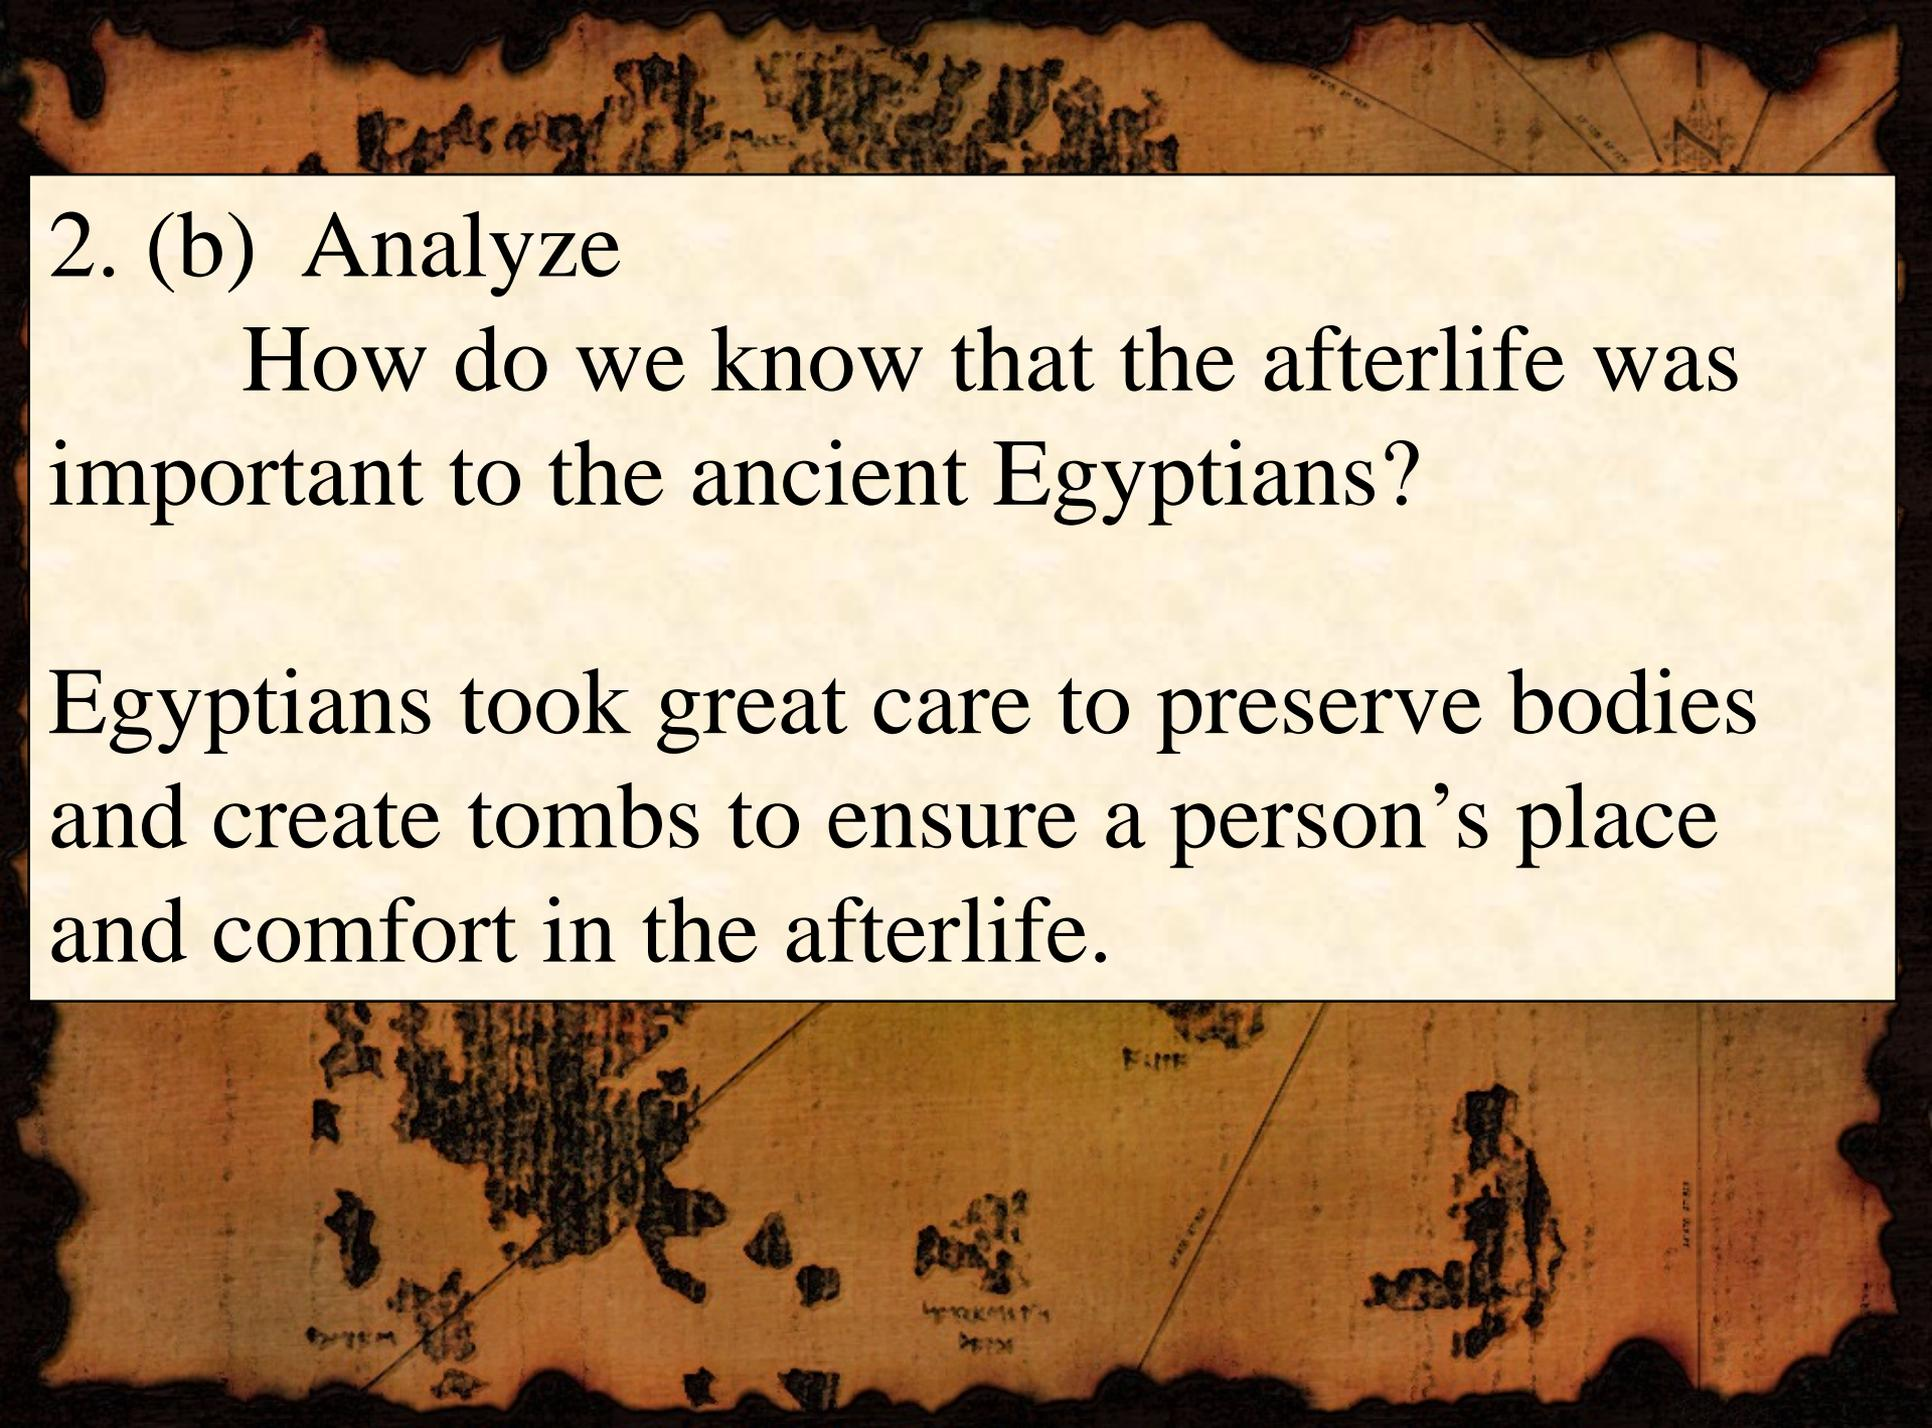 2. (b) Analyze
How do we know that the afterlife was
important to the ancient Egyptians?
Egyptians took great care to preserve bodies
and create tombs to ensure a person’s place
and comfort in the afterlife.